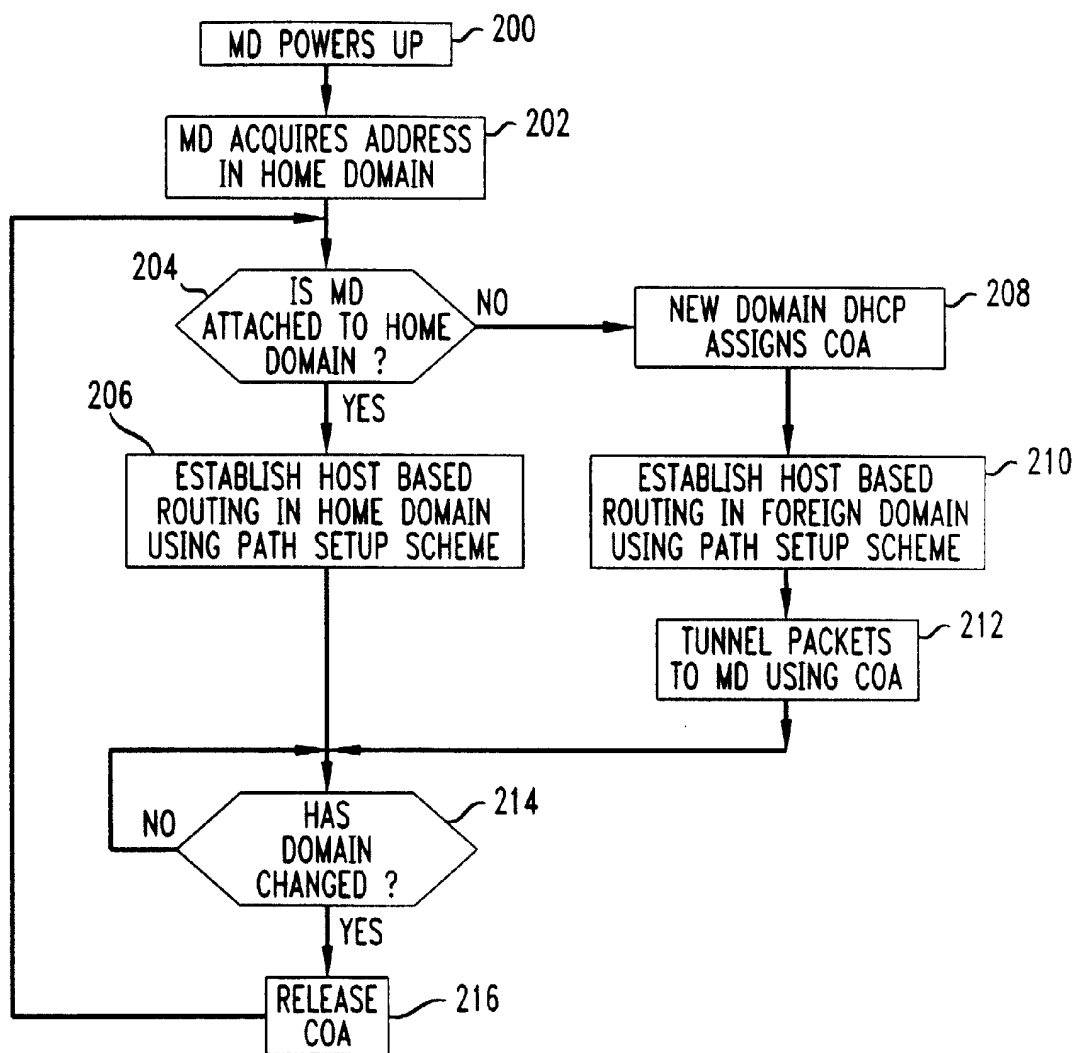 MD POWERS UP
200
MD ACQUIRES ADDRESS
IN HOME DOMAIN
202
204
IS MD
ATTACHED TO HOME
DOMAIN ?
NO
YES
NEW DOMAIN DHCP
ASSIGNS COA
208
206
ESTABLISH HOST BASED
ROUTING IN HOME DOMAIN
USING PATH SETUP SCHEME
ESTABLISH HOST BASED
ROUTING IN FOREIGN DOMAIN
USING PATH SETUP SCHEME
210
TUNNEL PACKETS
TO MD USING COA
212
HAS
DOMAIN
CHANGED ?
214
NO
YES
RELEASE
COA
216